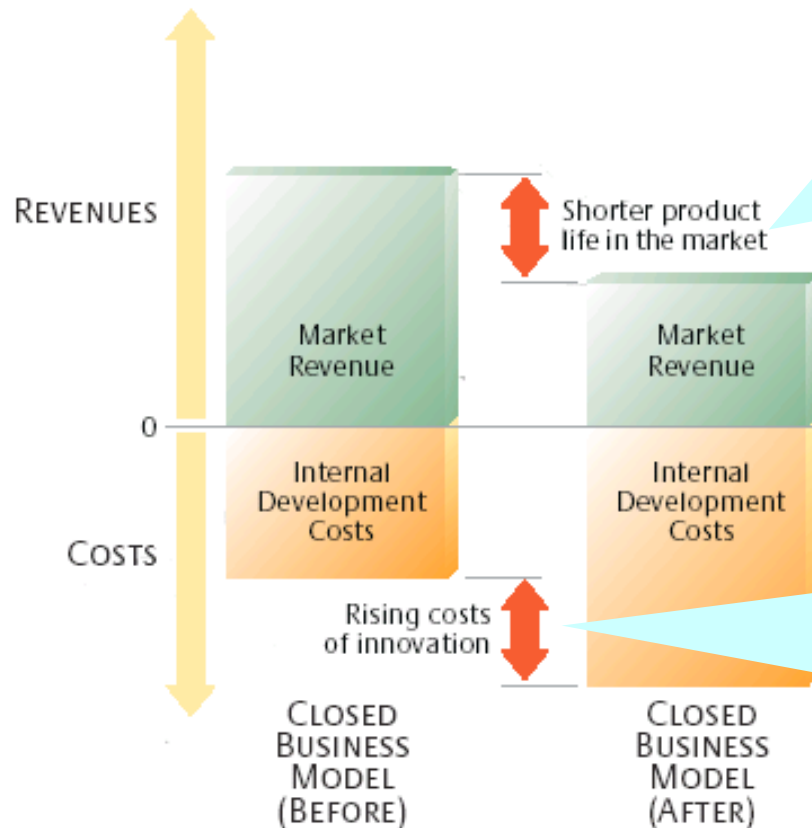 REVENUES
Shorter product
life in the market
Market
Revenue
Market
Revenue
0
Internal
Development
Costs
Internal
Development
Costs
COSTS
Rising costs
of innovation
CLOSED
BUSINESS
MODEL
(BEFORE)
CLOSED
BUSINESS
MODEL
(AFTER)